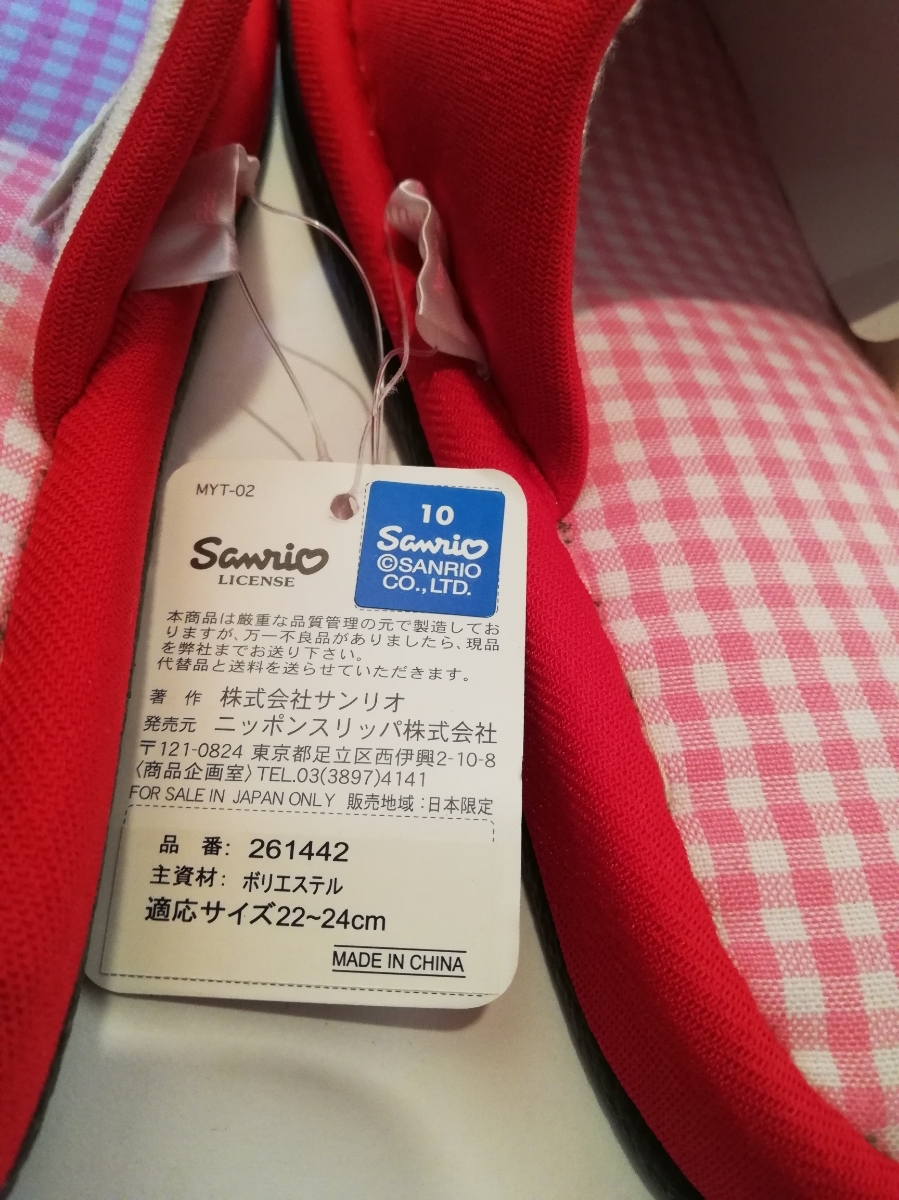 MYT-02
Sanrio
LICENSE
10
Sanrio
©SANRIO
CO., LTD.
本商品は厳重な品質管理の元で製造してお
りますが、万一不良品がありましたら、現品
を弊社までお送り下さい。
代替品と送料を送らせていただきます。
著 作 株式会社サンリオ
発売元 ニッポンスリッパ株式会社
〒121-0824 東京都足立区西伊興2-10-8
〈商品企画室〉TEL.03(3897)4141
FOR SALE IN JAPAN ONLY 販売地域:日本限定
品 番: 261442
主資材: ポリエステル
適応サイズ22~24cm
MADE IN CHINA